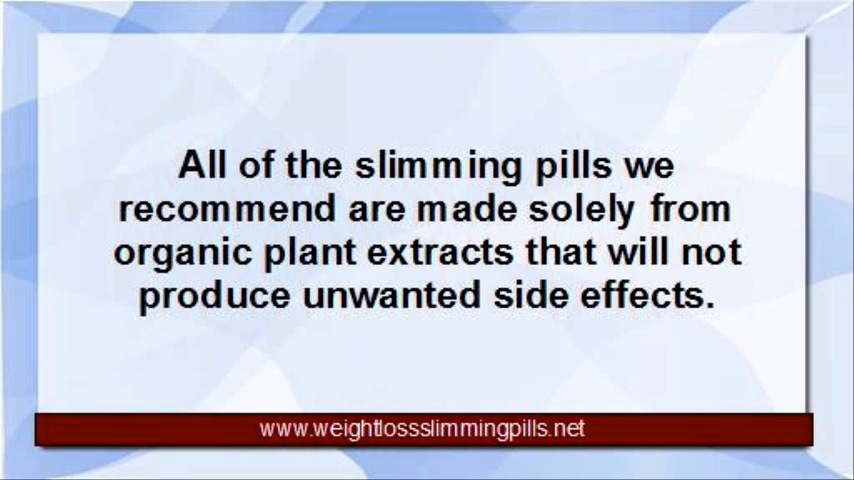 All of the slimming pills we
recommend are made solely from
organic plant extracts that will not
produce unwanted side effects.
www.weightlossslimmingpills.net